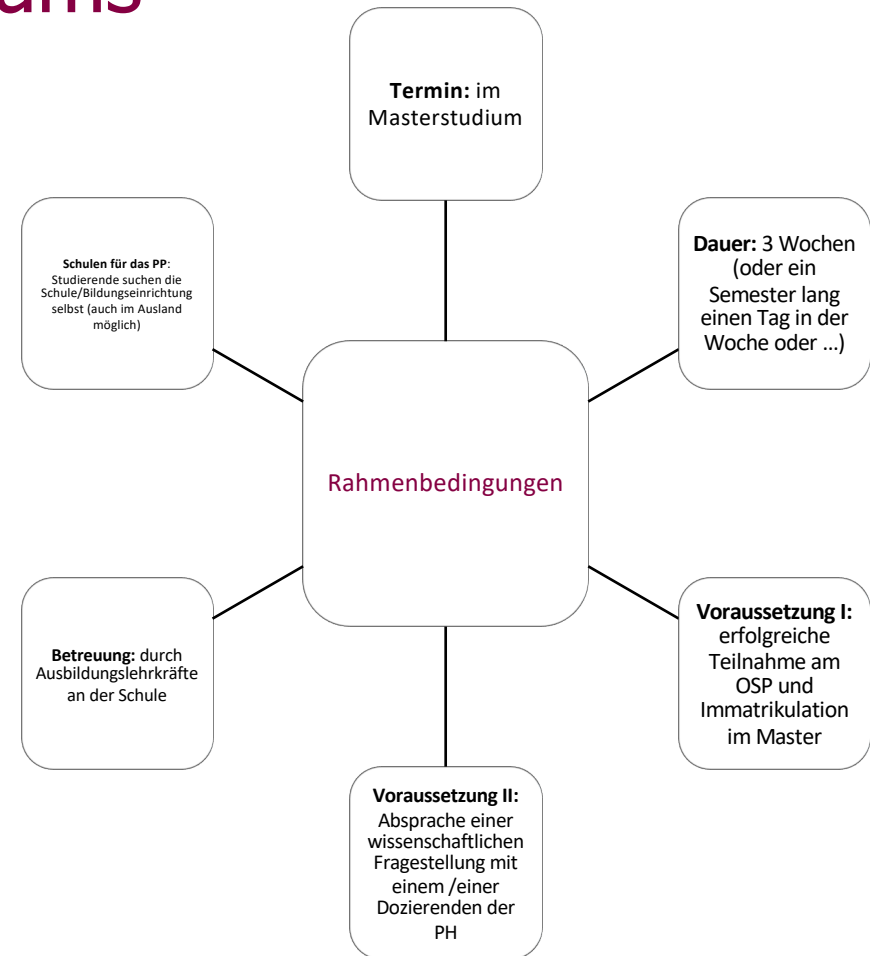 Termin: im
Masterstudium
Dauer: 3 Wochen
(oder ein
Semester lang
einen Tag in der
Woche oder …)
Voraussetzung I:
erfolgreiche
Teilnahme am
OSP und
Immatrikulation
im Master
Voraussetzung II:
Absprache einer
wissenschaftlichen
Fragestellung mit
einem /einer
Dozierenden der
PH
Betreuung: durch
Ausbildungslehrkräfte
an der Schule
Schulen für das PP:
Studierende suchen die
Schule/Bildungseinrichtung
selbst (auch im Ausland
möglich)
Rahmenbedingungen